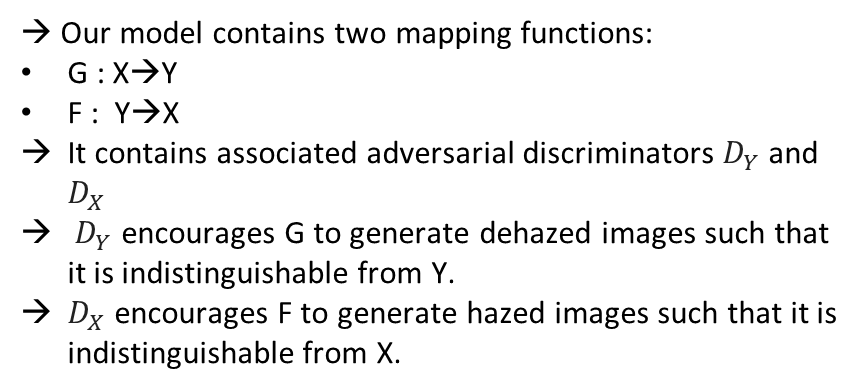 → Our model contains two mapping functions:
• G : X→Y
• F : Y→X
→ It contains associated adversarial discriminators D_Y and
D_X
→ D_Y encourages G to generate dehazed images such that
it is indistinguishable from Y.
→ D_X encourages F to generate hazed images such that it is
indistinguishable from X.